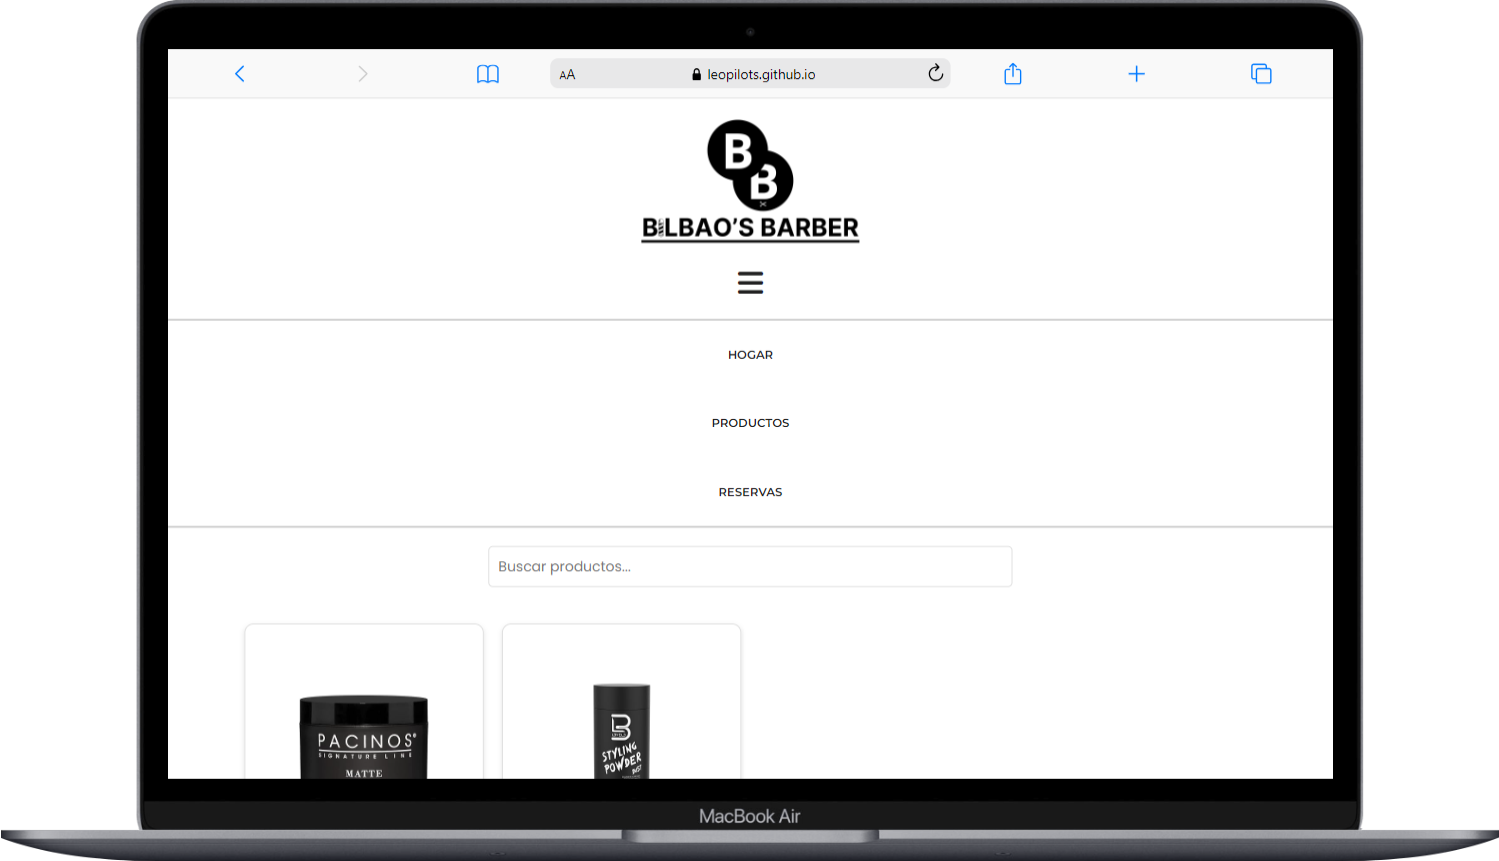 AA
leopilots.github.io
B
B
BILBAO'S BARBER
HOGAR
PRODUCTOS
RESERVAS
Buscar productos...
PACINOS®
SIGNATURE LINE
MATTE
STYLING
POWDER
DUST
MacBook Air